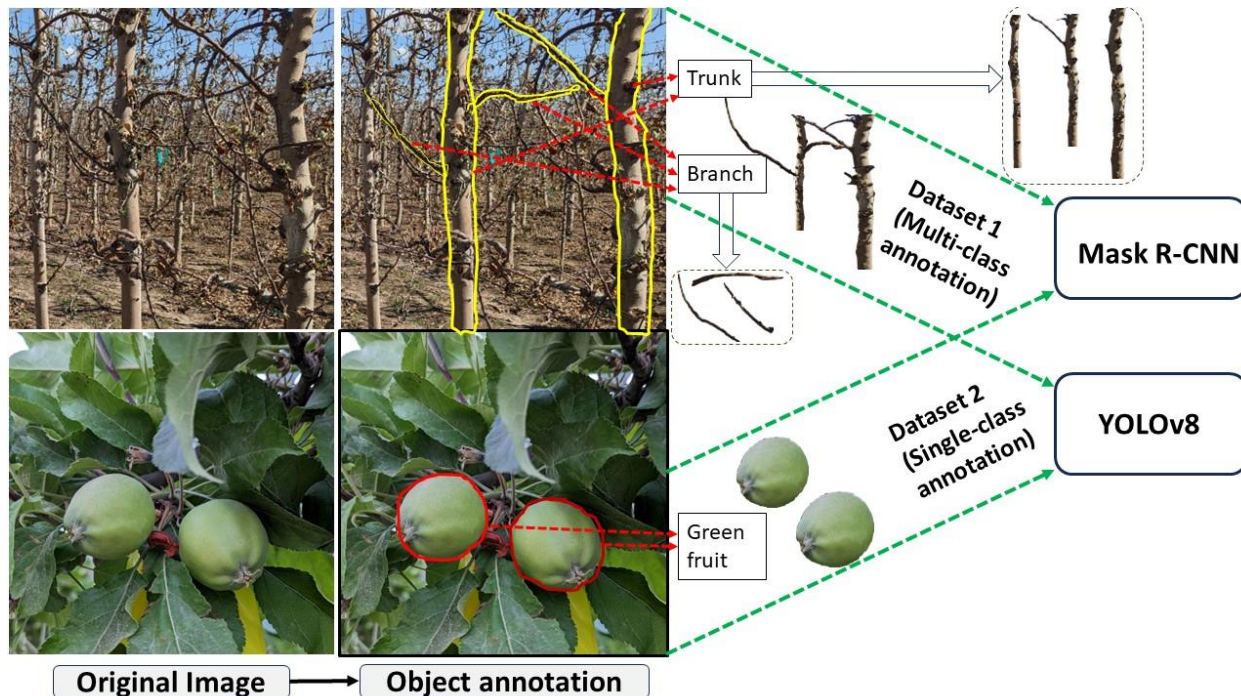 Trunk
Branch
Dataset 1
(Multi-class
annotation)
Mask R-CNN
Dataset 2
(Single-class
annotation)
YOLOv8
Green
fruit
Original Image
Object annotation